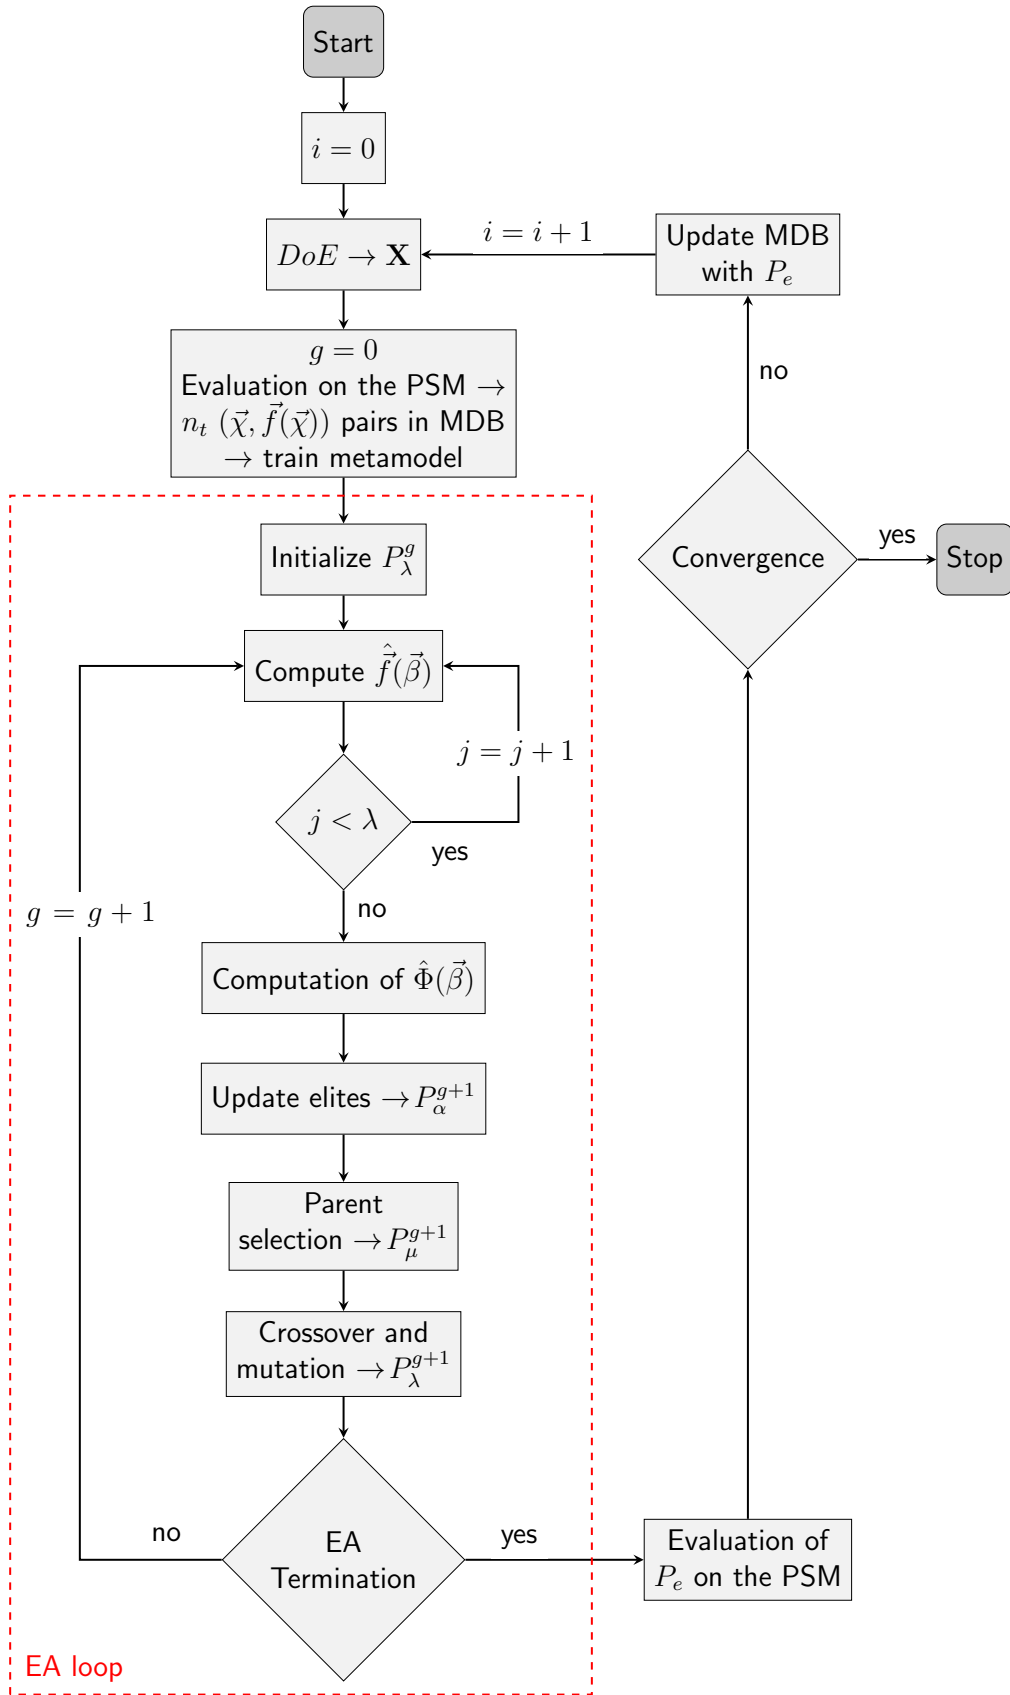 Start
i = 0
DoE → X
i = i + 1
Update MDB
with P_e
g = 0
Evaluation on the PSM →
n_t (χ⃗, f⃗(χ⃗)) pairs in MDB
→ train metamodel
no
Initialize P_λ^g
Convergence
yes
Stop
Compute \hat{f⃗}(β⃗)
j = j + 1
j < λ
yes
no
g = g + 1
Computation of \hat{Φ}(β⃗)
Update elites → P_α^{g+1}
Parent
selection → P_μ^{g+1}
Crossover and
mutation → P_λ^{g+1}
no
EA
Termination
yes
Evaluation of
P_e on the PSM
EA loop